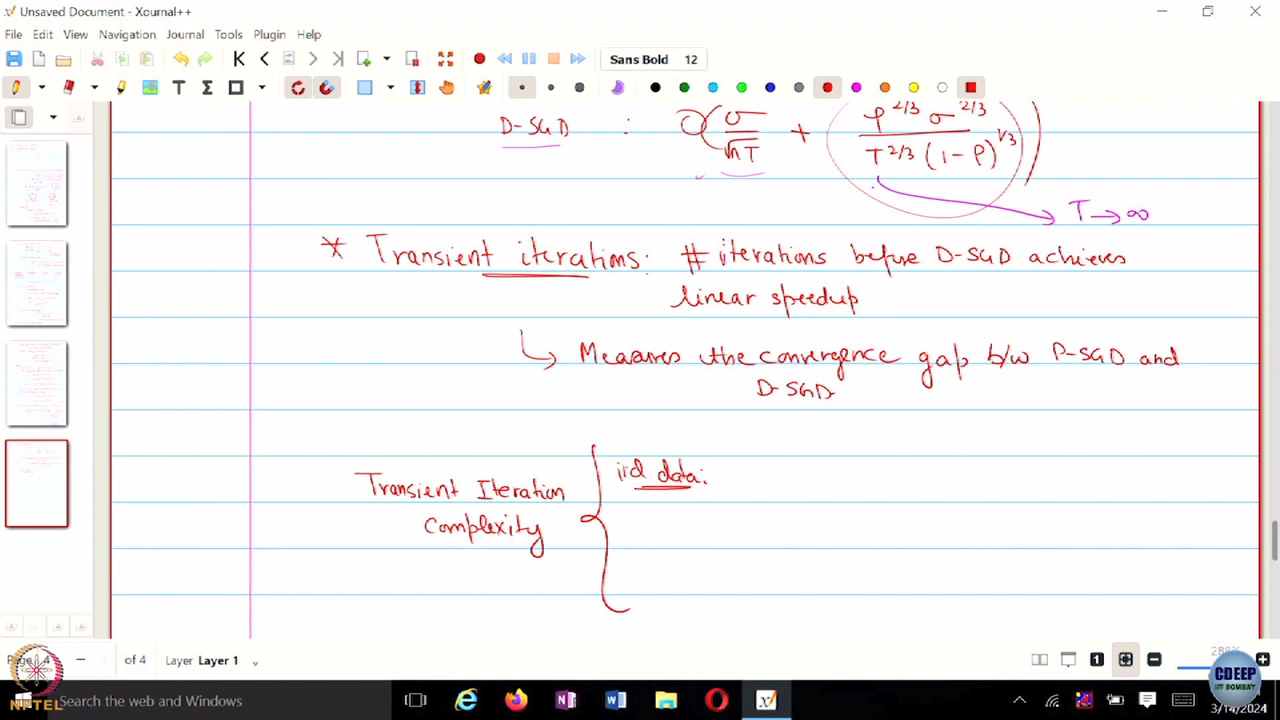 Unsaved Document - Xournal++
File Edit View Navigation Journal Tools Plugin Help
Sans Bold 12
D-SGD : O( σ/√nT + ρ^2/3 σ^2/3 / T^2/3 (1-ρ)^1/3 )
T → ∞
* Transient iterations: # iterations before D-SGD achieves
linear speedup
↳ Measures the convergence gap b/w P-SGD and
D-SGD
Transient Iteration
Complexity
iid data:
of 4 Layer Layer 1
288%
Search the web and Windows
NPTEL
CDEEP
IIT BOMBAY
3/14/2024